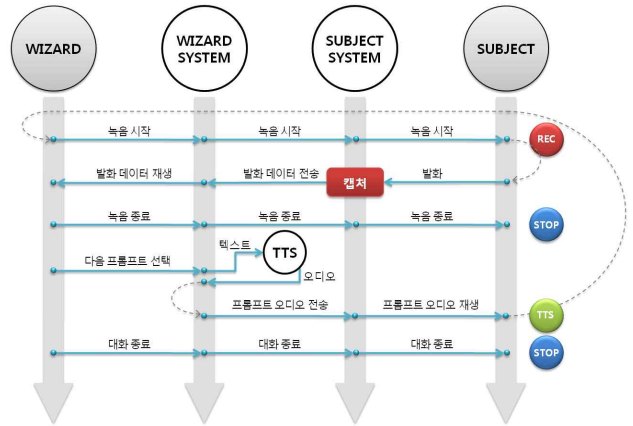 WIZARD
WIZARD
SYSTEM
SUBJECT
SYSTEM
SUBJECT
녹음 시작
녹음 시작
녹음 시작
REC
발화 데이터 재생
발화 데이터 전송
캡처
발화
녹음 종료
녹음 종료
녹음 종료
STOP
다음 프롬프트 선택
텍스트
TTS
오디오
프롬프트 오디오 전송
프롬프트 오디오 재생
TTS
대화 종료
대화 종료
대화 종료
STOP